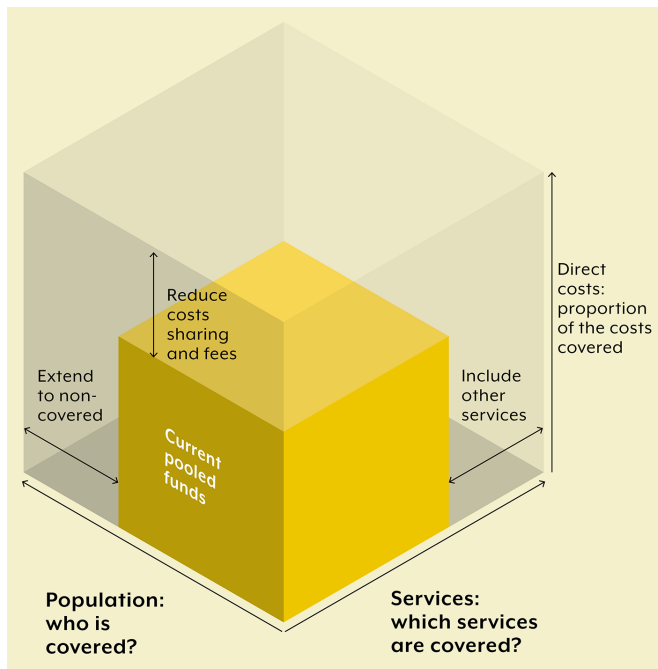 Reduce
costs
sharing
and fees
Direct
costs:
proportion
of the costs
covered
Extend
to non-
covered
Include
other
services
Current
pooled
funds
Population:
who is
covered?
Services:
which services
are covered?